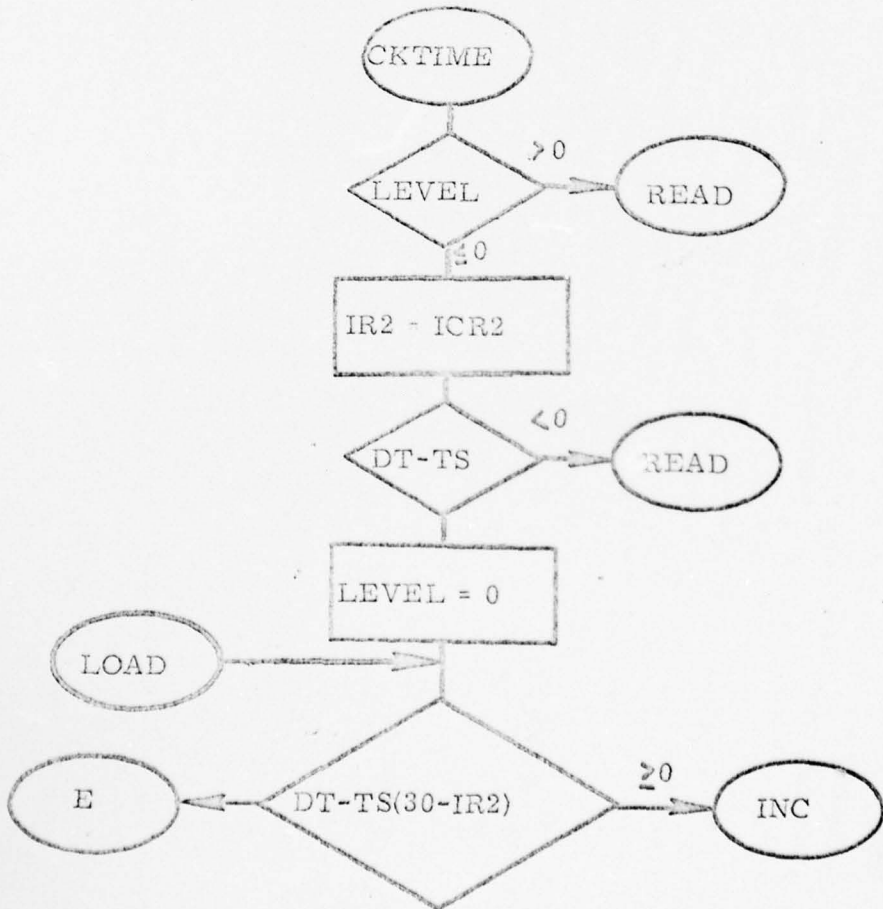 CKTIME
>0
LEVEL
READ
≤0
IR2 = ICR2
<0
DT-TS
READ
LEVEL = 0
LOAD
≥0
E
DT-TS(30-IR2)
INC